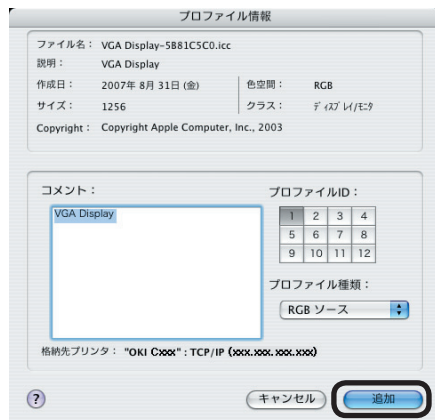 プロファイル情報
ファイル名： VGA Display-5B81C5C0.icc
説明： VGA Display
作成日： 2007年 8月 31日 (金) 色空間： RGB
サイズ： 1256 クラス： ﾃﾞｨｽﾌﾟﾚｲ/ﾓﾆﾀ
Copyright： Copyright Apple Computer, Inc., 2003
コメント： プロファイルID：
VGA Display
1 2 3 4
5 6 7 8
9 10 11 12
プロファイル種類：
RGB ソース
格納先プリンタ： "OKI Cxxx" : TCP/IP (xxx.xxx.xxx.xxx)
? キャンセル 追加